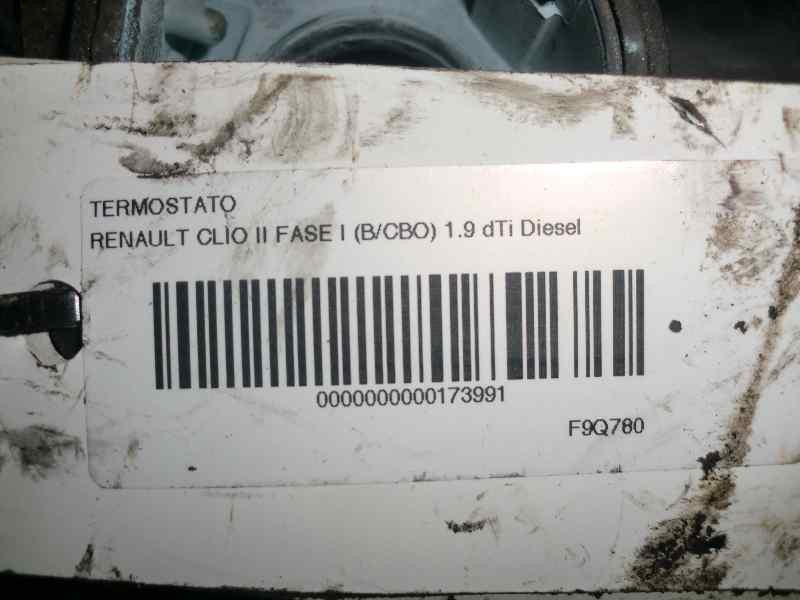 TERMOSTATO
RENAULT CLIO II FASE I (B/CBO) 1.9 dTi Diesel
0000000000173991
F9Q780